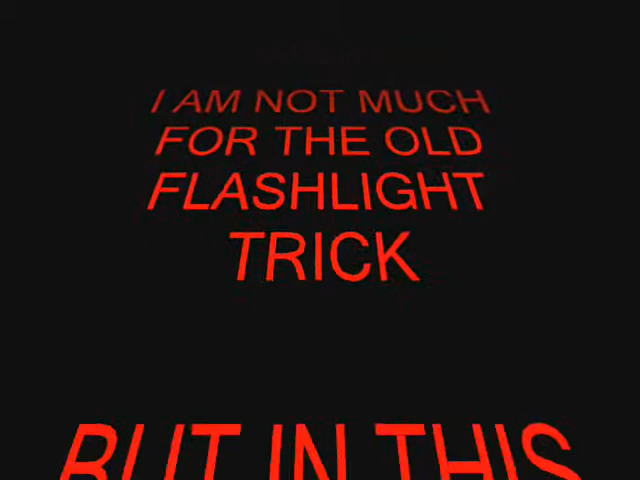 I AM NOT MUCH
FOR THE OLD
FLASHLIGHT
TRICK
BUT IN THIS